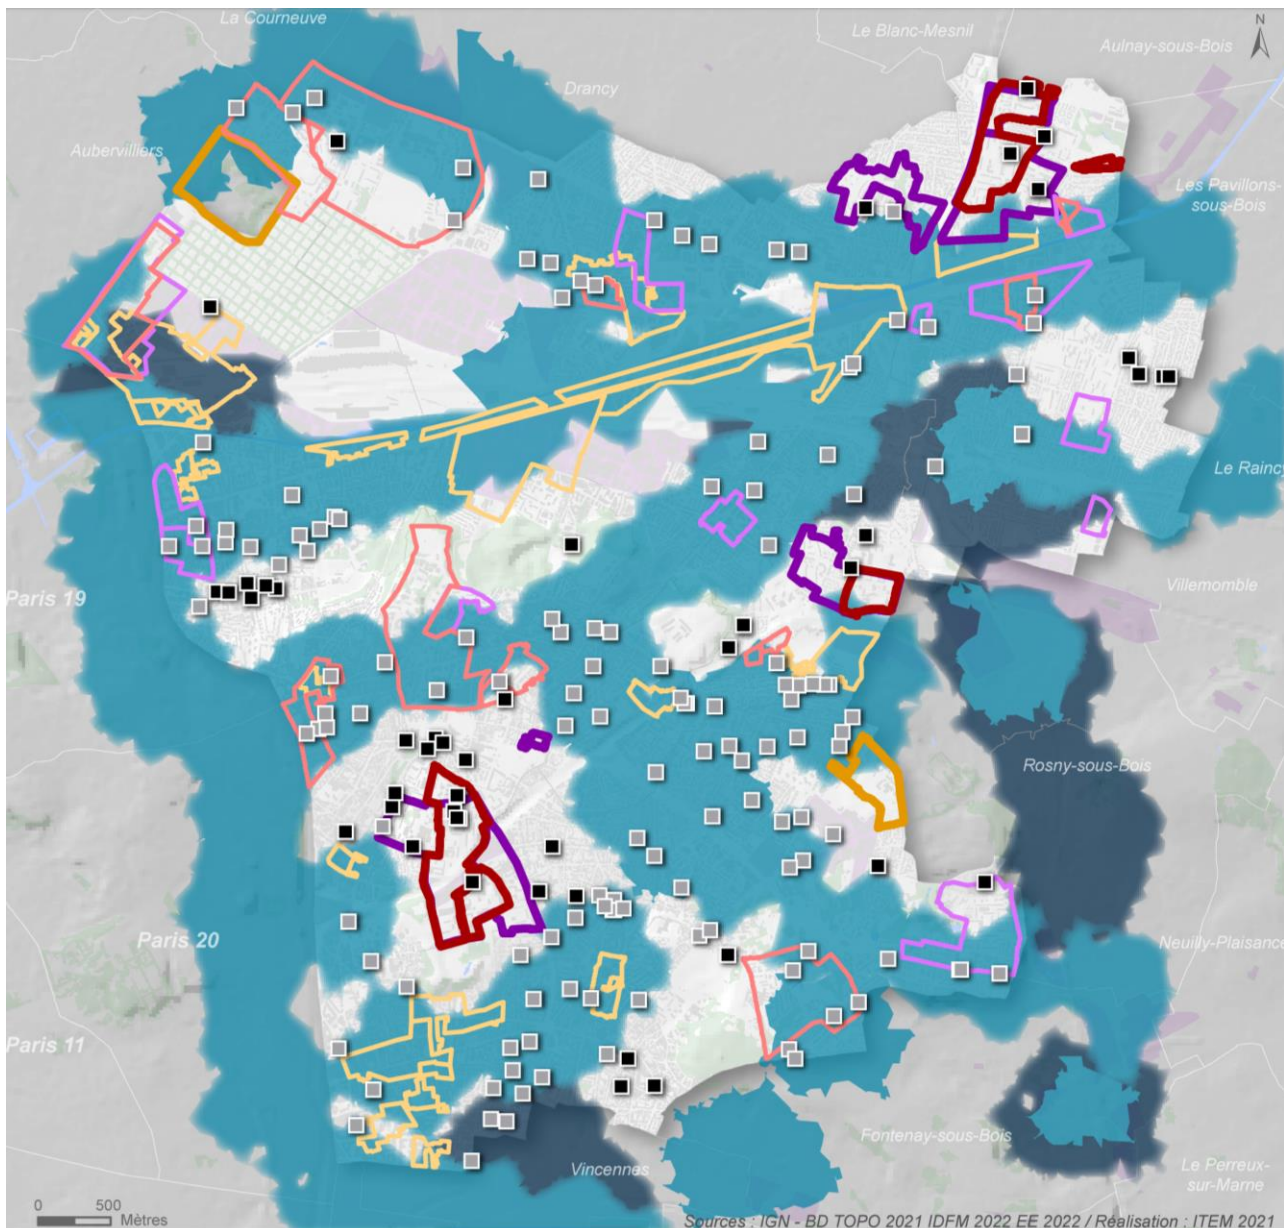 La Courneuve
Le Blanc-Mesnil
N
Aulnay-sous-Bois
Drancy
Aubervilliers
Les Pavillons-
sous-Bois
Le Raincy
Villemomble
Paris 19
Rosny-sous-Bois
Paris 20
Neuilly-Plaisance
Paris 11
Fontenay-sous-Bois
Vincennes
Le Perreux-
sur-Marne
0 500
Mètres
Sources : IGN - BD TOPO 2021 IDFM 2022 EE 2022 / Réalisation : ITEM 2021